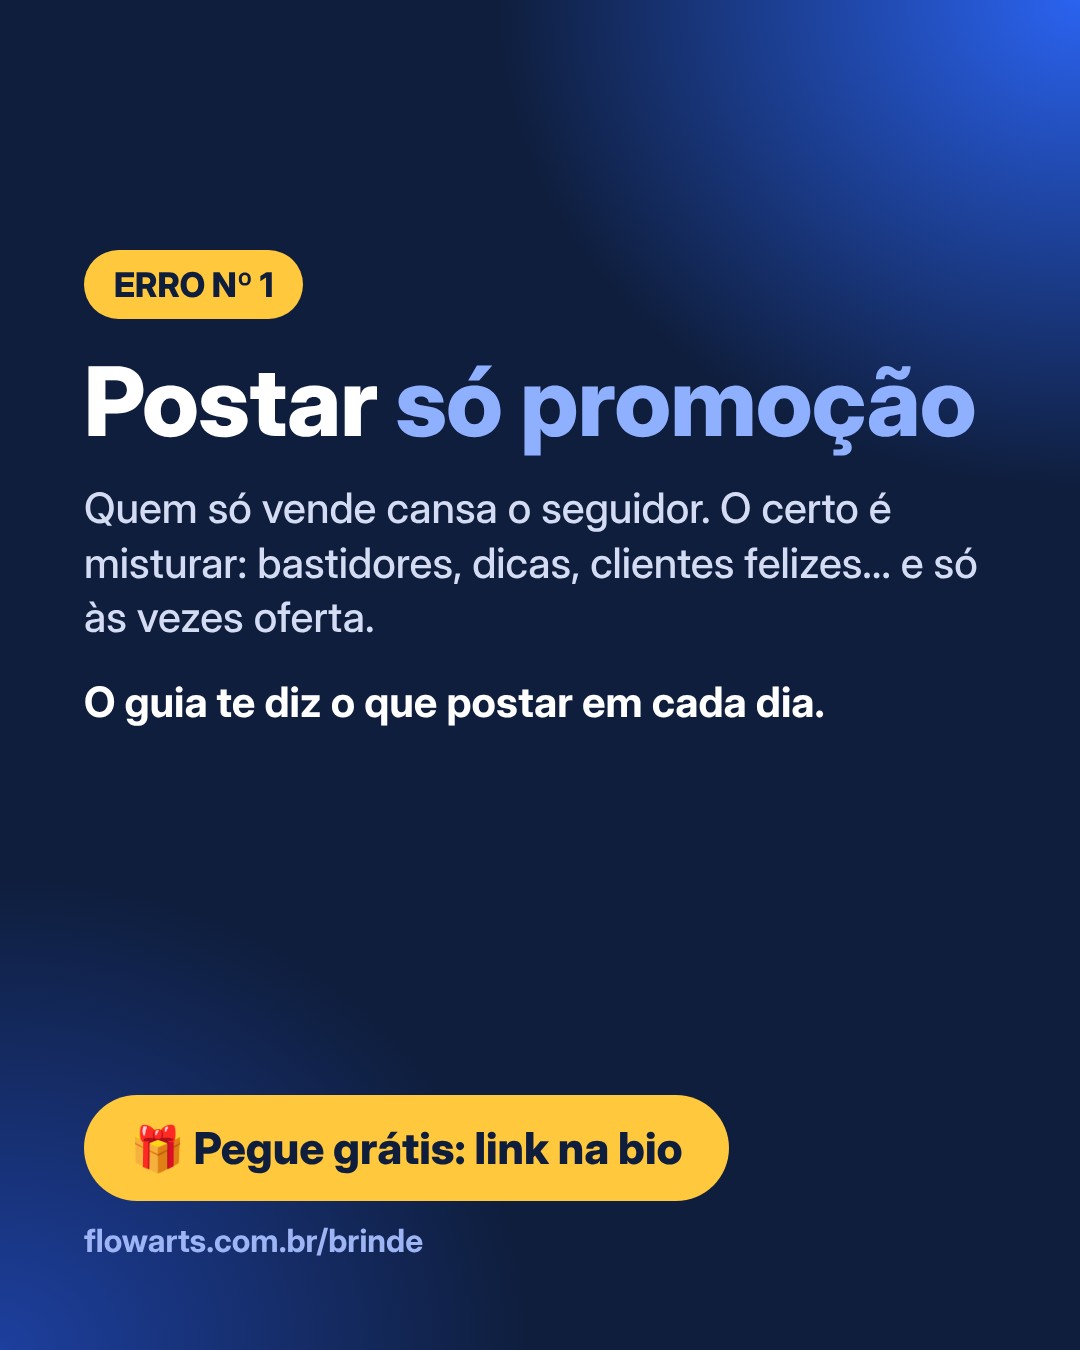 ERRO Nº 1
Postar só promoção
Quem só vende cansa o seguidor. O certo é
misturar: bastidores, dicas, clientes felizes... e só
às vezes oferta.
O guia te diz o que postar em cada dia.
🎁 Pegue grátis: link na bio
flowarts.com.br/brinde